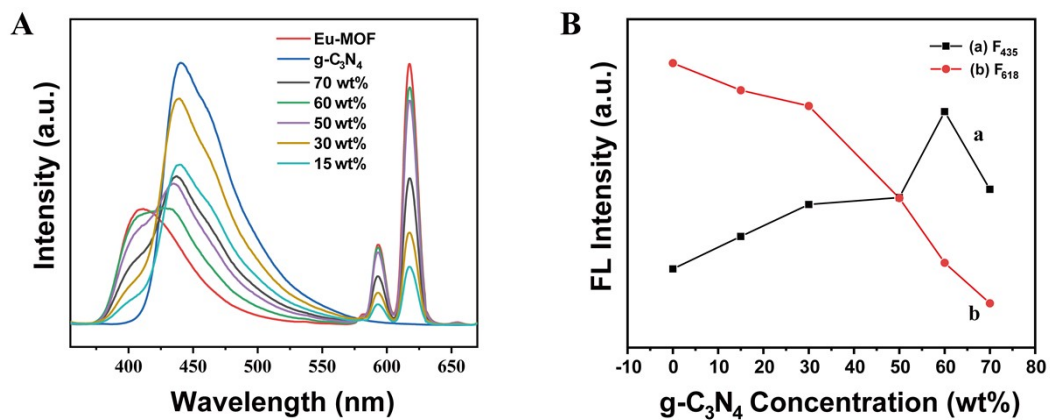 A
Intensity (a.u.)
Eu-MOF
g-C₃N₄
70 wt%
60 wt%
50 wt%
30 wt%
15 wt%
350 400 450 500 550 600 650
Wavelength (nm)
B
FL Intensity (a.u.)
(a) F₄₃₅
(b) F₆₁₈
a
b
-10 0 10 20 30 40 50 60 70 80
g-C₃N₄ Concentration (wt%)